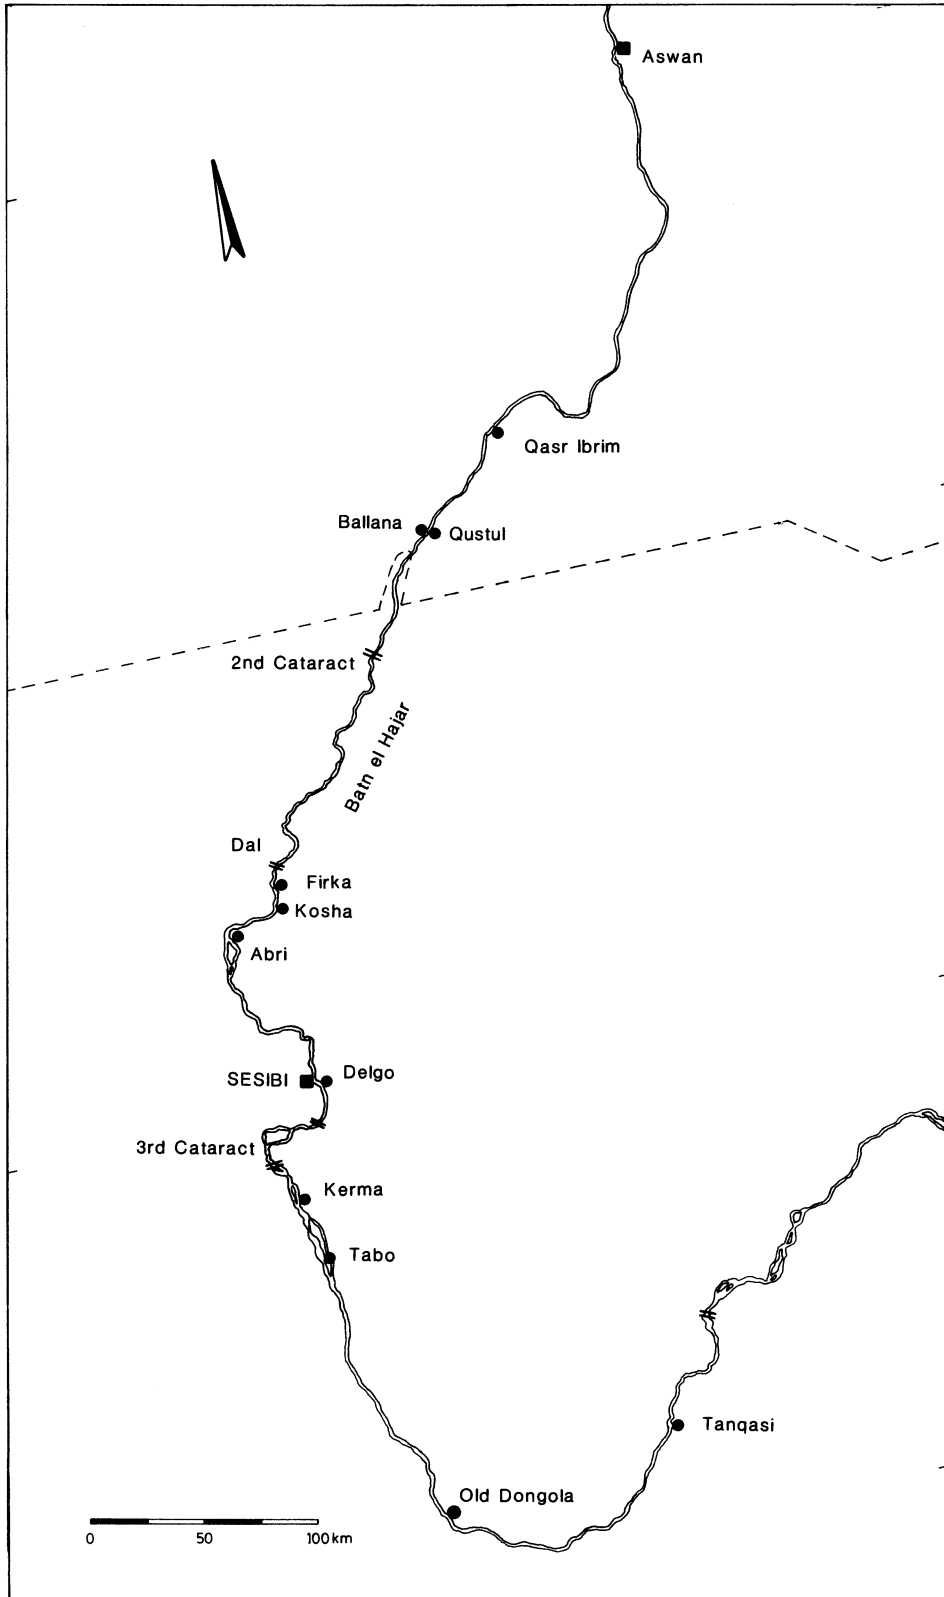 Aswan
Qasr Ibrim
Ballana
Qustul
2nd Cataract
Batn el Hajar
Dal
Firka
Kosha
Abri
SESIBI
Delgo
3rd Cataract
Kerma
Tabo
Tanqasi
Old Dongola
0 50 100km